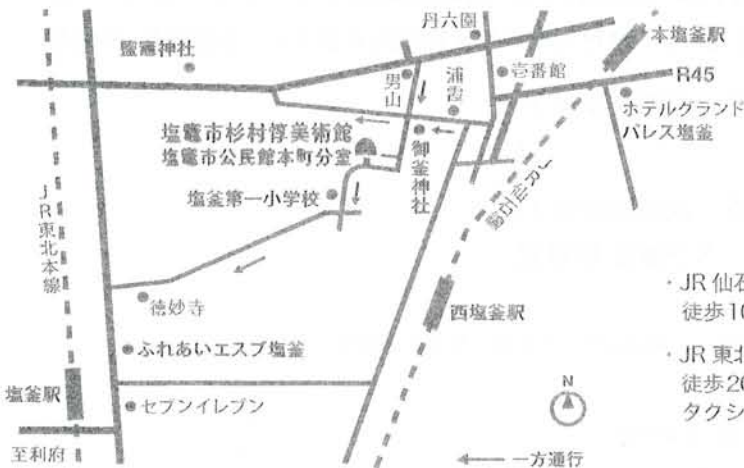 丹六園
本塩釜駅
鹽竈神社
男山
浦霞
壱番館
R45
ホテルグランド
パレス塩釜
塩竈市杉村惇美術館
塩竈市公民館本町分室
御釜神社
塩釜第一小学校
JR仙石線
JR東北本線
徳妙寺
西塩釜駅
・JR 仙石
徒歩10
ふれあいエスプ塩釜
・JR 東北
徒歩20
タクシ
塩釜駅
セブンイレブン
N
至利府
一方通行